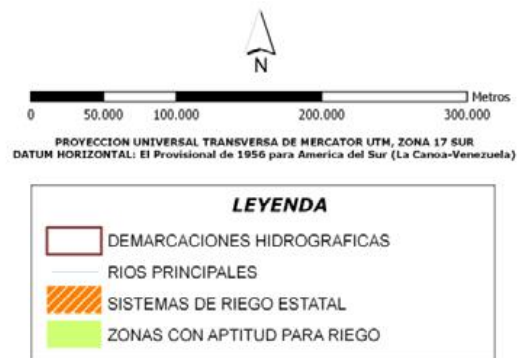 N
Metros
0 50.000 100.000 200.000 300.000
PROYECCION UNIVERSAL TRANSVERSA DE MERCATOR UTM, ZONA 17 SUR
DATUM HORIZONTAL: El Provisional de 1956 para America del Sur (La Canoa-Venezuela)
LEYENDA
DEMARCACIONES HIDROGRAFICAS
RIOS PRINCIPALES
SISTEMAS DE RIEGO ESTATAL
ZONAS CON APTITUD PARA RIEGO